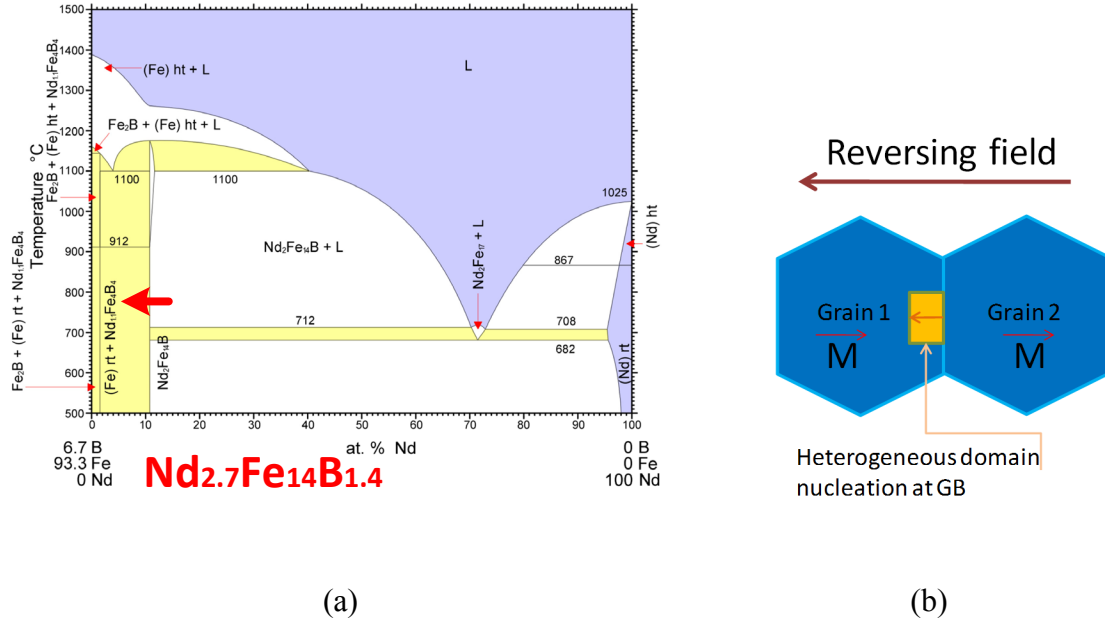 1500
1400
1300
1200
1100
1000
900
800
700
600
500
Temperature °C
Fe₂B + (Fe) ht + Nd₁.₁Fe₄B₄
Fe₂B + (Fe) rt + Nd₁.₁Fe₄B₄
(Fe) ht + L
L
Fe₂B + (Fe) ht + L
1100
1100
1025
912
Nd₂Fe₁₄B + L
Nd₂Fe₁₇ + L
867
(Nd) ht
(Fe) rt + Nd₁.₁Fe₄B₄
712
708
682
Nd₂Fe₁₄B
(Nd) rt
0 10 20 30 40 50 60 70 80 90 100
at. % Nd
6.7 B
93.3 Fe
0 Nd
0 B
0 Fe
100 Nd
Nd₂.₇Fe₁₄B₁.₄
(a)
Reversing field
Grain 1
M
Grain 2
M
Heterogeneous domain
nucleation at GB
(b)